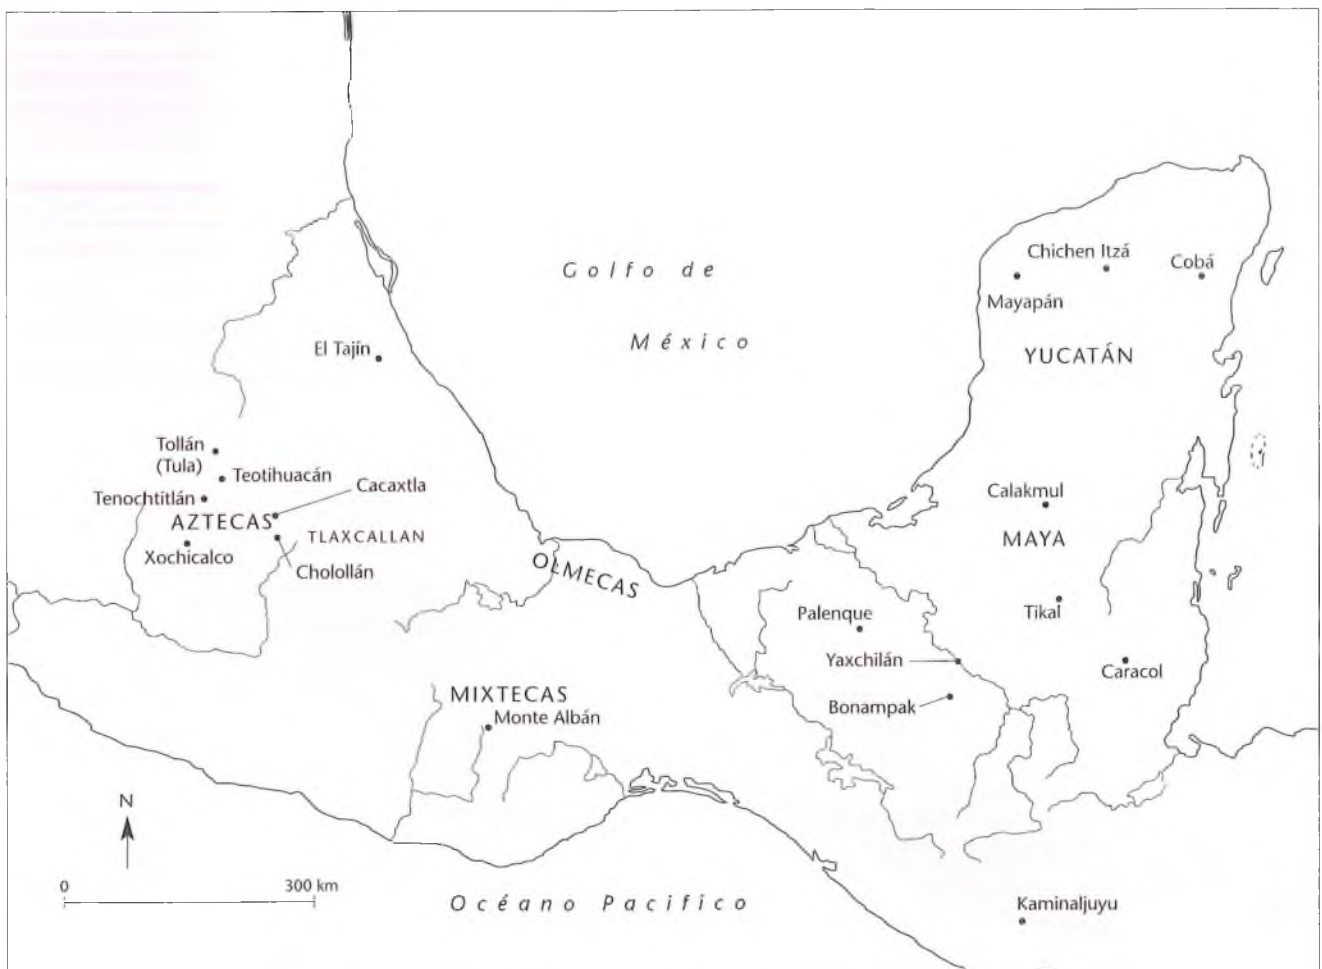 Golfo de
México
Chichen Itzá
Cobá
Mayapán
YUCATÁN
El Tajín
Tollán
(Tula)
Teotihuacán
Cacaxtla
Tenochtitlán
AZTECAS
TLAXCALLAN
Xochicalco
Cholollán
Calakmul
MAYA
OLMECAS
Tikal
Palenque
Yaxchilán
Caracol
Bonampak
MIXTECAS
Monte Albán
N
0
300 km
Océano Pacifico
Kaminaljuyu